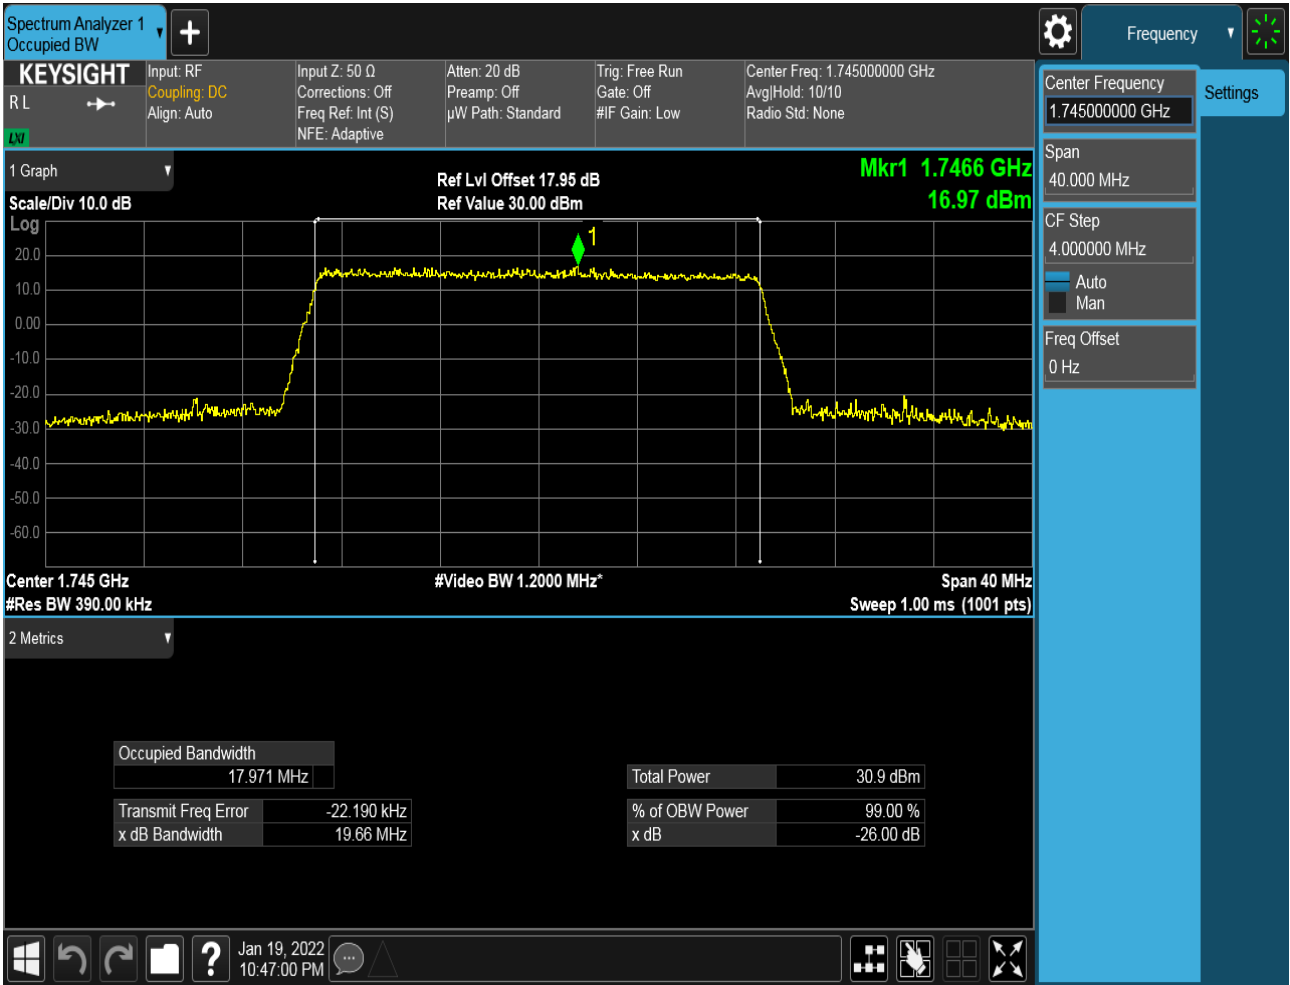 Spectrum Analyzer 1
Occupied BW
+
Frequency
KEYSIGHT
R L
LXI
Input: RF
Coupling: DC
Align: Auto
Input Z: 50 Ω
Corrections: Off
Freq Ref: Int (S)
NFE: Adaptive
Atten: 20 dB
Preamp: Off
µW Path: Standard
Trig: Free Run
Gate: Off
#IF Gain: Low
Center Freq: 1.745000000 GHz
Avg|Hold: 10/10
Radio Std: None
Center Frequency
1.745000000 GHz
Settings
Span
40.000 MHz
CF Step
4.000000 MHz
Auto
Man
Freq Offset
0 Hz
1 Graph
Scale/Div 10.0 dB
Ref Lvl Offset 17.95 dB
Ref Value 30.00 dBm
Mkr1 1.7466 GHz
16.97 dBm
Log
1
20.0
10.0
0.00
-10.0
-20.0
-30.0
-40.0
-50.0
-60.0
Center 1.745 GHz
#Video BW 1.2000 MHz*
Span 40 MHz
#Res BW 390.00 kHz
Sweep 1.00 ms (1001 pts)
2 Metrics
Occupied Bandwidth
17.971 MHz
Total Power 30.9 dBm
Transmit Freq Error -22.190 kHz
% of OBW Power 99.00 %
x dB Bandwidth 19.66 MHz
x dB -26.00 dB
?
Jan 19, 2022
10:47:00 PM